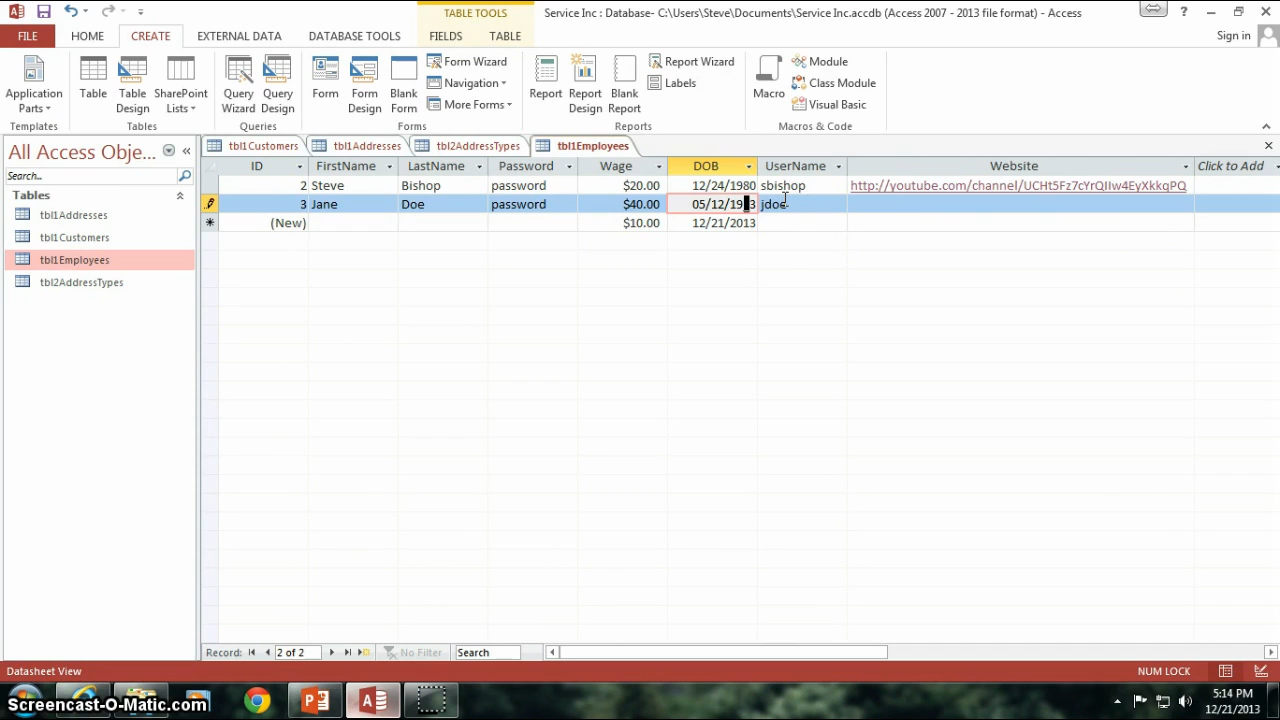 TABLE TOOLS
Service Inc : Database- C:\Users\Steve\Documents\Service Inc.accdb (Access 2007 - 2013 file format) - Access
FILE HOME CREATE EXTERNAL DATA DATABASE TOOLS FIELDS TABLE Sign in
Application Parts
Table
Table Design
SharePoint Lists
Query Wizard
Query Design
Form
Form Design
Blank Form
Form Wizard
Navigation
More Forms
Report
Report Design
Blank Report
Report Wizard
Labels
Macro
Module
Class Module
Visual Basic
Templates Tables Queries Forms Reports Macros & Code
All Access Obje...
Search...
Tables
tbl1Addresses
tbl1Customers
tbl1Employees
tbl2AddressTypes
tbl1Customers tbl1Addresses tbl2AddressTypes tbl1Employees
ID FirstName LastName Password Wage DOB UserName Website Click to Add
2 Steve Bishop password $20.00 12/24/1980 sbishop http://youtube.com/channel/UCHt5Fz7cYrQIIw4EyXkkqPQ
3 Jane Doe password $40.00 05/12/19 3 jdoe
(New) $10.00 12/21/2013
Record: 2 of 2 No Filter Search
Datasheet View NUM LOCK
Screencast-O-Matic.com
5:14 PM
12/21/2013